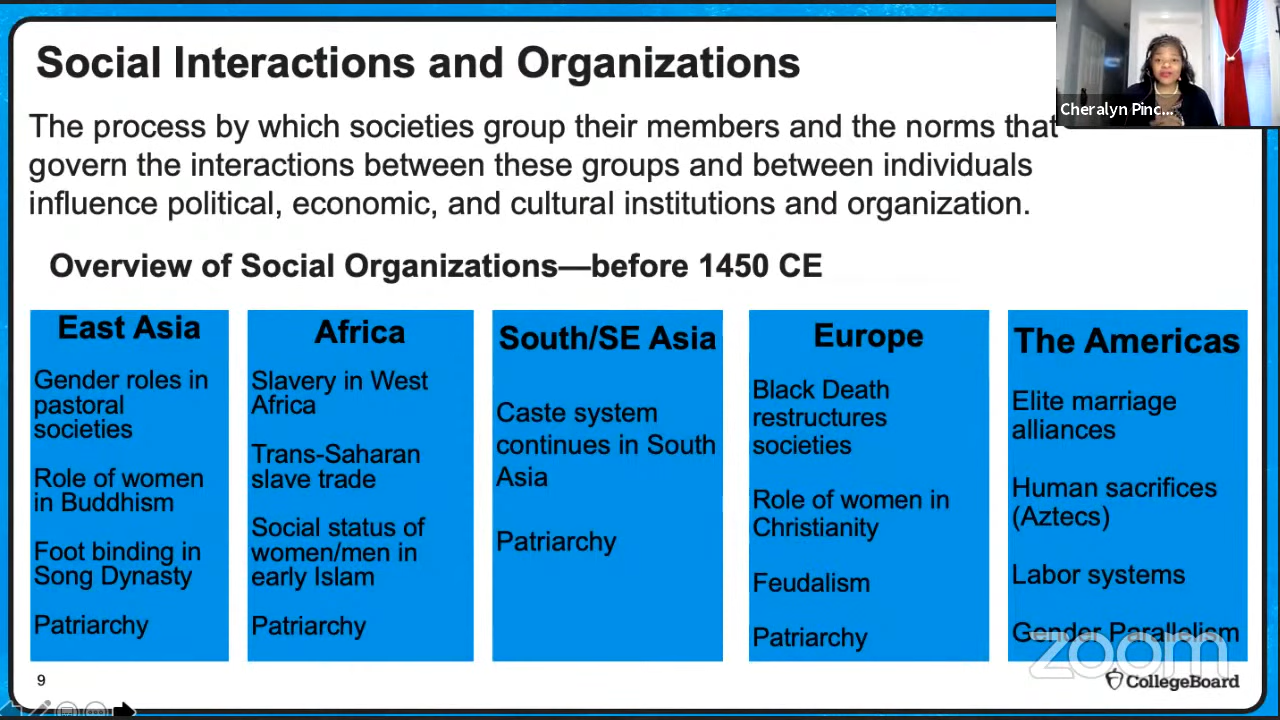 Social Interactions and Organizations
Cheralyn Pinc...
The process by which societies group their members and the norms that
govern the interactions between these groups and between individuals
influence political, economic, and cultural institutions and organization.
Overview of Social Organizations—before 1450 CE
East Asia
Gender roles in
pastoral
societies
Role of women
in Buddhism
Foot binding in
Song Dynasty
Patriarchy
Africa
Slavery in West
Africa
Trans-Saharan
slave trade
Social status of
women/men in
early Islam
Patriarchy
South/SE Asia
Caste system
continues in South
Asia
Patriarchy
Europe
Black Death
restructures
societies
Role of women in
Christianity
Feudalism
Patriarchy
The Americas
Elite marriage
alliances
Human sacrifices
(Aztecs)
Labor systems
Gender Parallelism
zoom
9
CollegeBoard